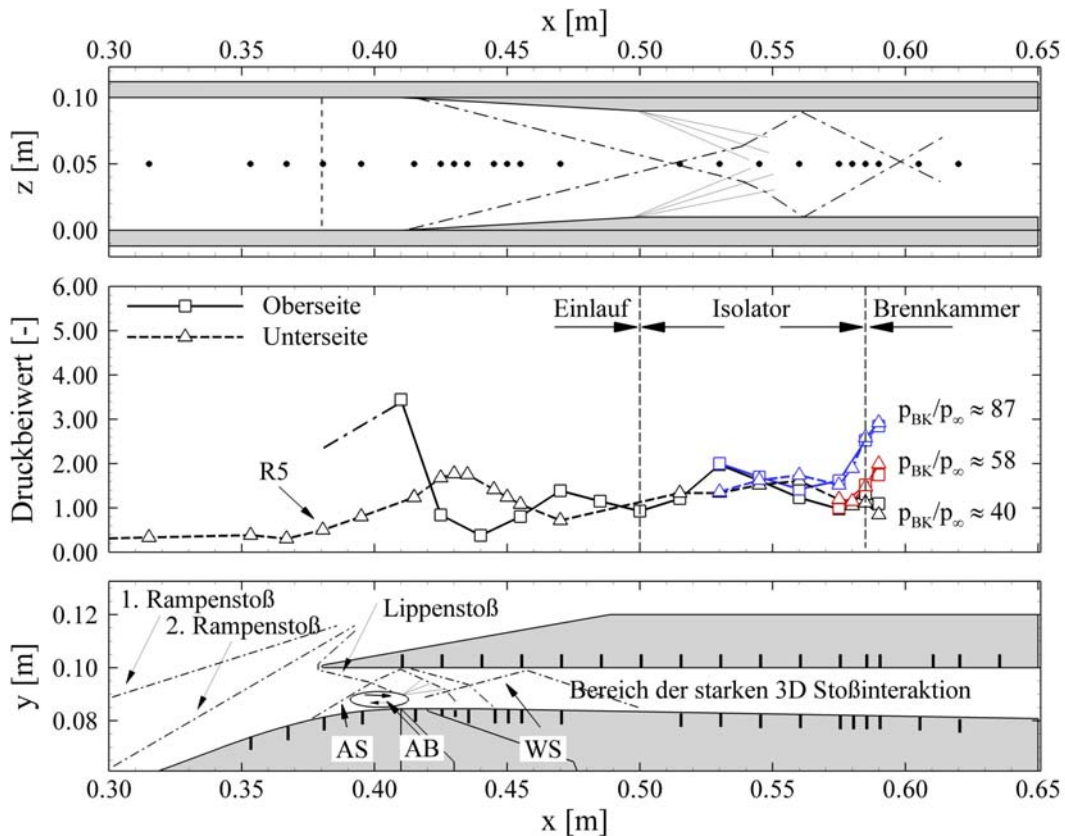 x [m]
0.30 0.35 0.40 0.45 0.50 0.55 0.60 0.65
0.10
0.05
0.00
z [m]
6.00
5.00
4.00
3.00
2.00
1.00
0.00
Druckbeiwert [-]
Oberseite
Unterseite
Einlauf Isolator Brennkammer
R5
p_BK/p_∞ ≈ 87
p_BK/p_∞ ≈ 58
p_BK/p_∞ ≈ 40
0.12
0.10
0.08
y [m]
1. Rampenstoß
2. Rampenstoß
Lippenstoß
Bereich der starken 3D Stoßinteraktion
AS AB WS
0.30 0.35 0.40 0.45 0.50 0.55 0.60 0.65
x [m]